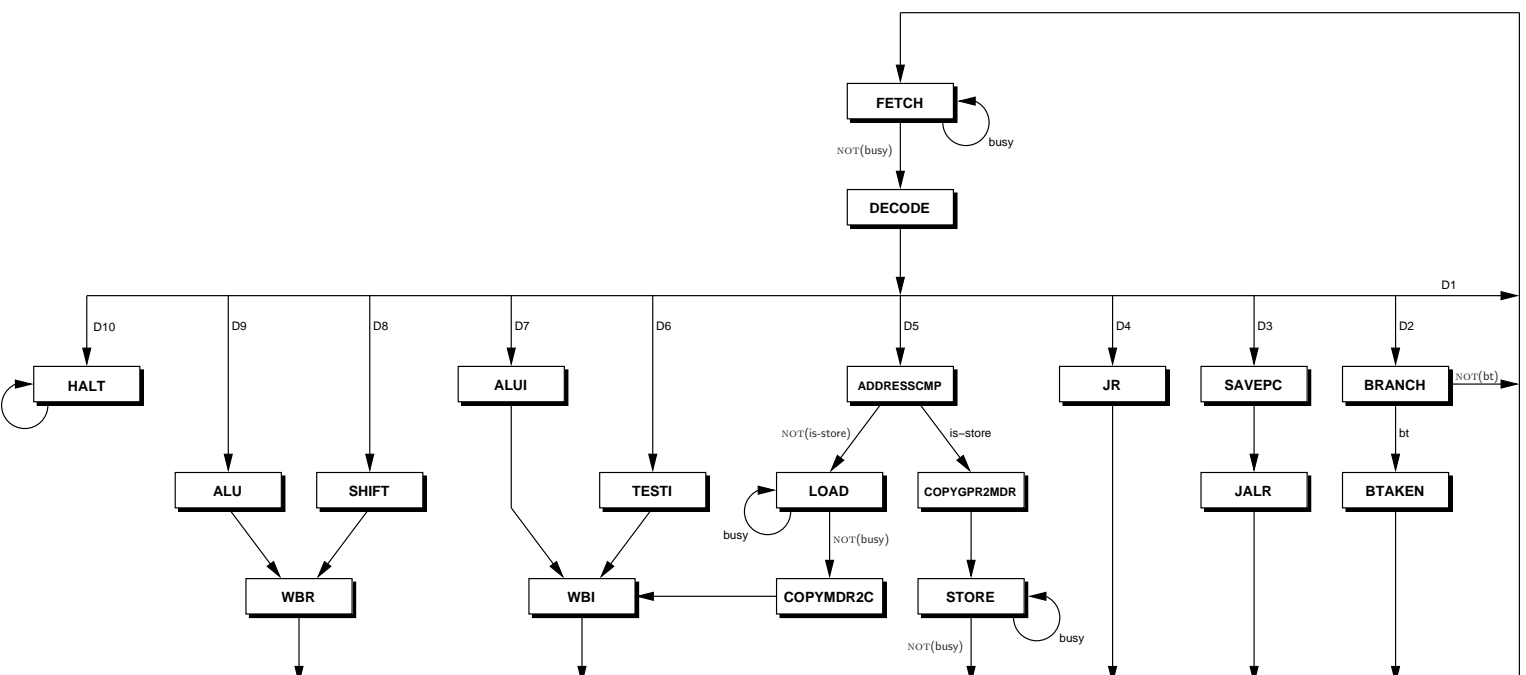 FETCH
busy
NOT(busy)
DECODE
D1
D10
D9
D8
D7
D6
D5
D4
D3
D2
HALT
ALUI
ADDRESSCMP
JR
SAVEPC
BRANCH
NOT(bt)
NOT(is-store)
is–store
bt
ALU
SHIFT
TESTI
LOAD
COPYGPR2MDR
JALR
BTAKEN
busy
NOT(busy)
WBR
WBI
COPYMDR2C
STORE
busy
NOT(busy)